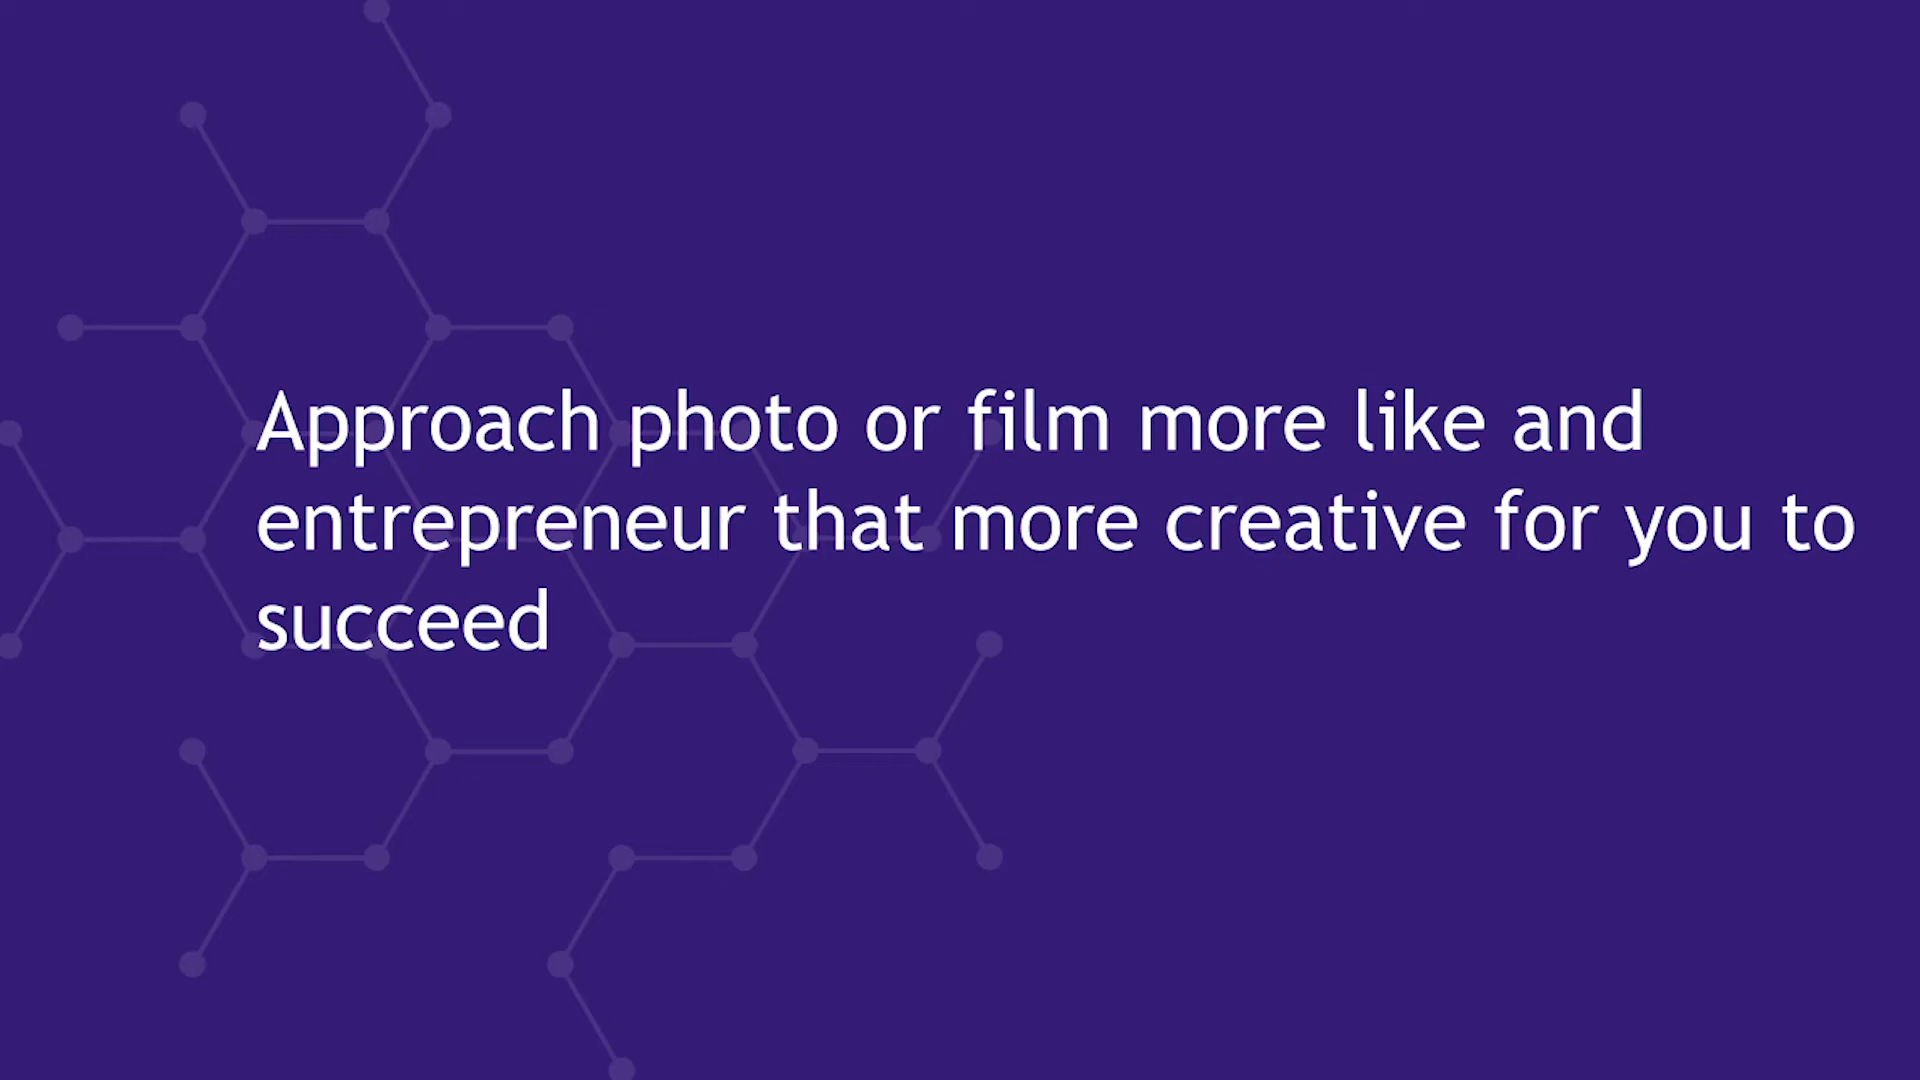 Approach photo or film more like and
entrepreneur that more creative for you to
succeed